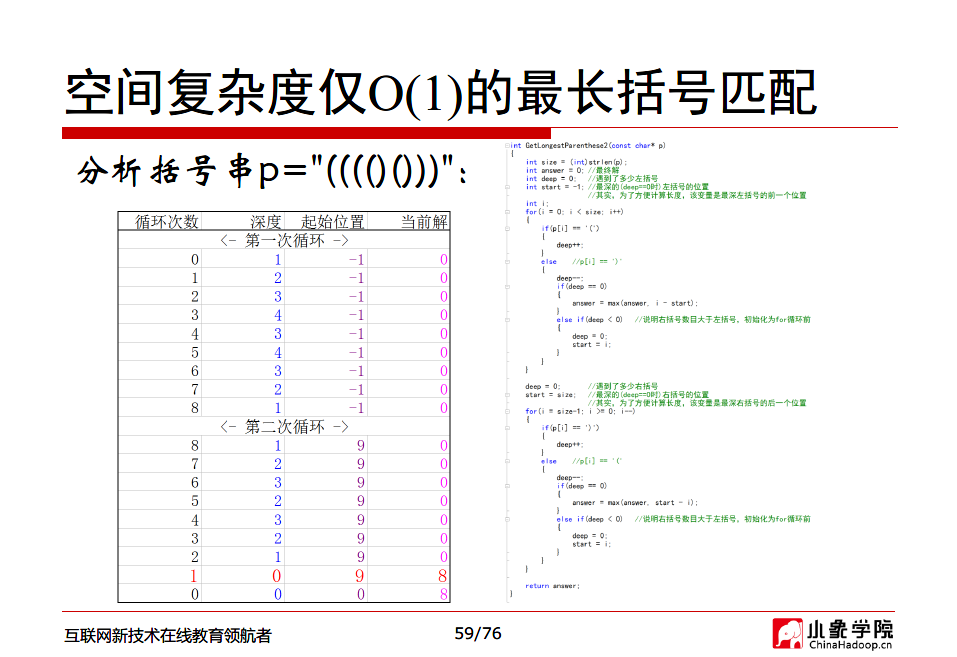 空间复杂度仅O(1)的最长括号匹配
分析括号串p="(((()()))"：
循环次数 深度 起始位置 当前解
<- 第一次循环 ->
0 1 -1 0
1 2 -1 0
2 3 -1 0
3 4 -1 0
4 3 -1 0
5 4 -1 0
6 3 -1 0
7 2 -1 0
8 1 -1 0
<- 第二次循环 ->
8 1 9 0
7 2 9 0
6 3 9 0
5 2 9 0
4 3 9 0
3 2 9 0
2 1 9 0
1 0 9 8
0 0 0 8
int GetLongestParenthese2(const char* p)
{
int size = (int)strlen(p);
int answer = 0; //最终解
int deep = 0; //遇到了多少左括号
int start = -1; //最深的(deep==0时)左括号的位置
//其实，为了方便计算长度，该变量是最深左括号的前一个位置
int i;
for(i = 0; i < size; i++)
{
if(p[i] == '(')
{
deep++;
}
else //p[i] == ')'
{
deep--;
if(deep == 0)
{
answer = max(answer, i - start);
}
else if(deep < 0) //说明右括号数目大于左括号，初始化为for循环前
{
deep = 0;
start = i;
}
}
}
deep = 0; //遇到了多少右括号
start = size; //最深的(deep==0时)右括号的位置
//其实，为了方便计算长度，该变量是最深右括号的后一个位置
for(i = size-1; i >= 0; i--)
{
if(p[i] == ')')
{
deep++;
}
else //p[i] == '('
{
deep--;
if(deep == 0)
{
answer = max(answer, start - i);
}
else if(deep < 0) //说明右括号数目大于左括号，初始化为for循环前
{
deep = 0;
start = i;
}
}
}
return answer;
}
互联网新技术在线教育领航者
59/76
小象学院
ChinaHadoop.cn